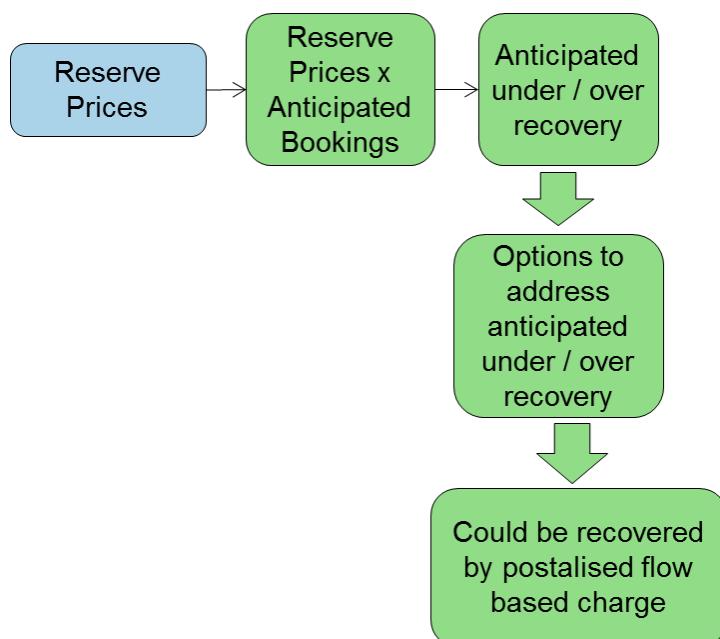 Reserve
Prices
Reserve
Prices x
Anticipated
Bookings
Anticipated
under / over
recovery
Options to
address
anticipated
under / over
recovery
Could be recovered
by postalised flow
based charge